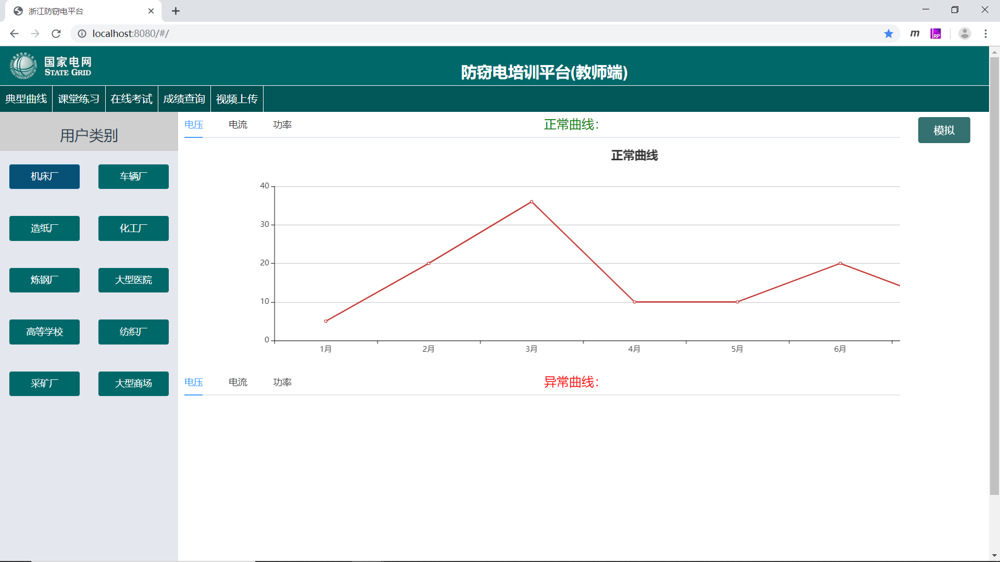 浙江防窃电平台
localhost:8080/#/
国家电网
STATE GRID
防窃电培训平台(教师端)
典型曲线 课堂练习 在线考试 成绩查询 视频上传
用户类别
机床厂 车辆厂
造纸厂 化工厂
炼钢厂 大型医院
高等学校 纺织厂
采矿厂 大型商场
电压 电流 功率 正常曲线：
模拟
正常曲线
40
30
20
10
0
1月 2月 3月 4月 5月 6月
电压 电流 功率 异常曲线：